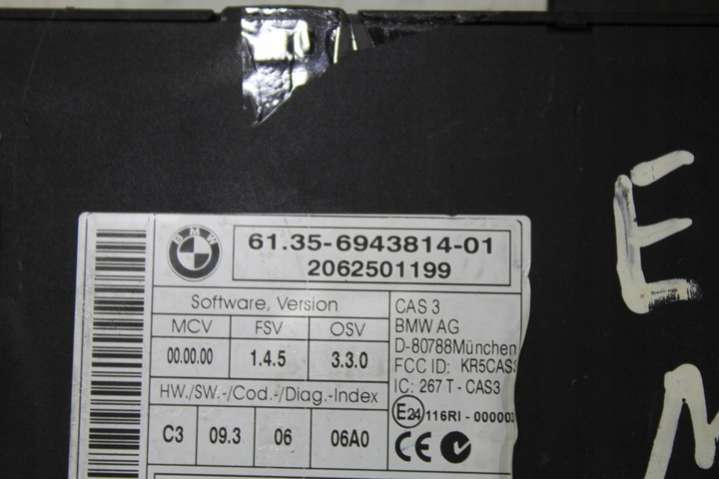 BMW
61.35-6943814-01
2062501199
Software, Version
MCV FSV OSV
00.00.00 1.4.5 3.3.0
HW./SW.-/Cod.-/Diag.-Index
C3 09.3 06 06A0
CAS 3
BMW AG
D-80788München
FCC ID: KR5CAS3
IC: 267 T - CAS3
E24 116RI - 000003
CE
E
M